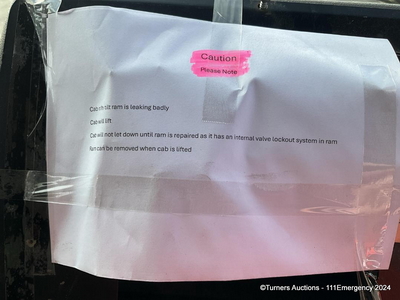 Caution
Please Note
Cab tilt ram is leaking badly
Cab will lift
Cab will not let down until ram is repaired as it has an internal valve lockout system in ram
Ram can be removed when cab is lifted
©Turners Auctions - 111Emergency 2024